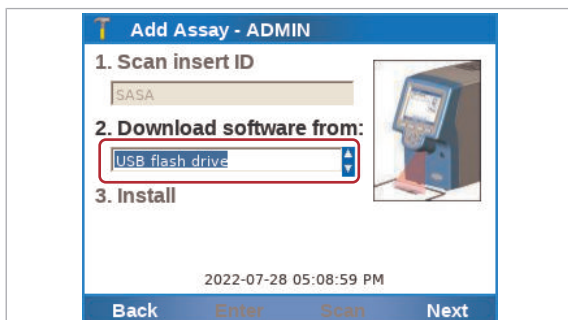 Add Assay - ADMIN
1. Scan insert ID
SASA
2. Download software from:
USB flash drive
3. Install
2022-07-28 05:08:59 PM
Back Enter Scan Next